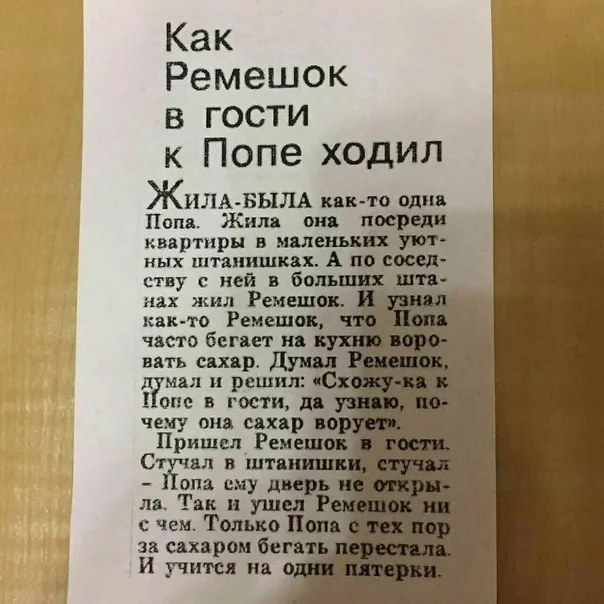 Как
Ремешок
в гости
к Попе ходил
ЖИЛА-БЫЛА как-то одна
Попа. Жила она посреди
квартиры в маленьких уют-
ных штанишках. А по сосед-
ству с ней в больших шта-
нах жил Ремешок. И узнал
как-то Ремешок, что Попа
часто бегает на кухню воро-
вать сахар. Думал Ремешок,
думал и решил: «Схожу-ка к
Попе в гости, да узнаю, по-
чему она сахар ворует».
Пришел Ремешок в гости.
Стучал в штанишки, стучал
– Попа ему дверь не откры-
ла. Так и ушел Ремешок ни
с чем. Только Попа с тех пор
за сахаром бегать перестала.
И учится на одни пятерки.